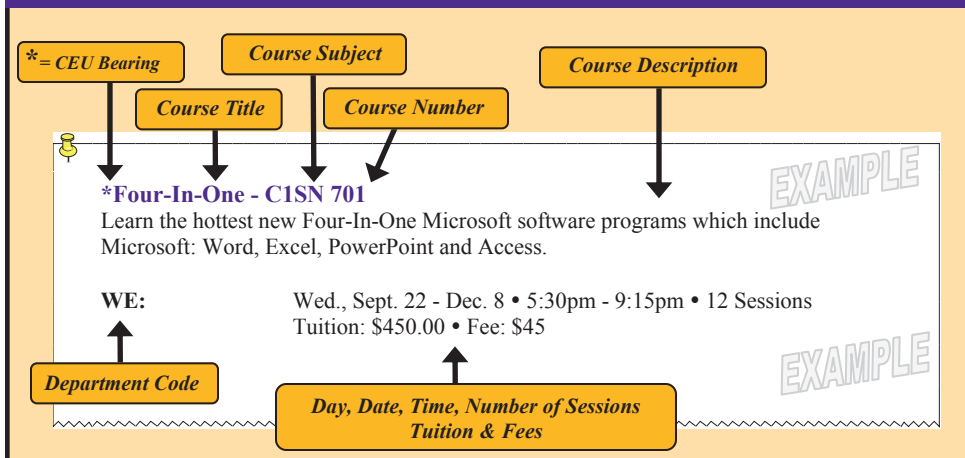 *= CEU Bearing
Course Subject
Course Description
Course Title
Course Number
EXAMPLE
*Four-In-One - C1SN 701
Learn the hottest new Four-In-One Microsoft software programs which include
Microsoft: Word, Excel, PowerPoint and Access.
WE: Wed., Sept. 22 - Dec. 8 • 5:30pm - 9:15pm • 12 Sessions
Tuition: $450.00 • Fee: $45
EXAMPLE
Department Code
Day, Date, Time, Number of Sessions
Tuition & Fees